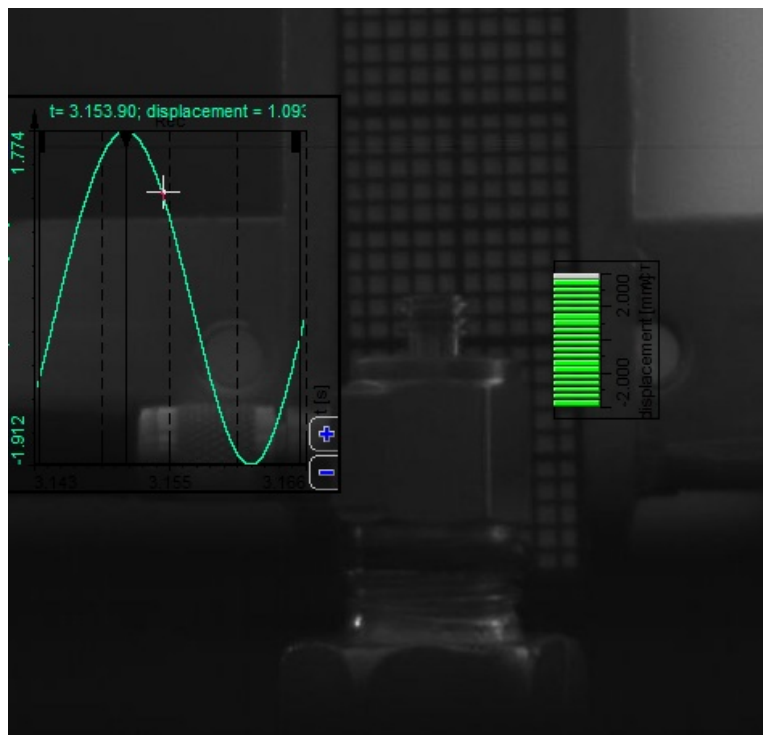 t= 3.153.90; displacement = 1.093
Rec
1.774
-1.912
t [s]
3.143
3.155
3.166
2.000
-2.000
displacement [mm]
+
−